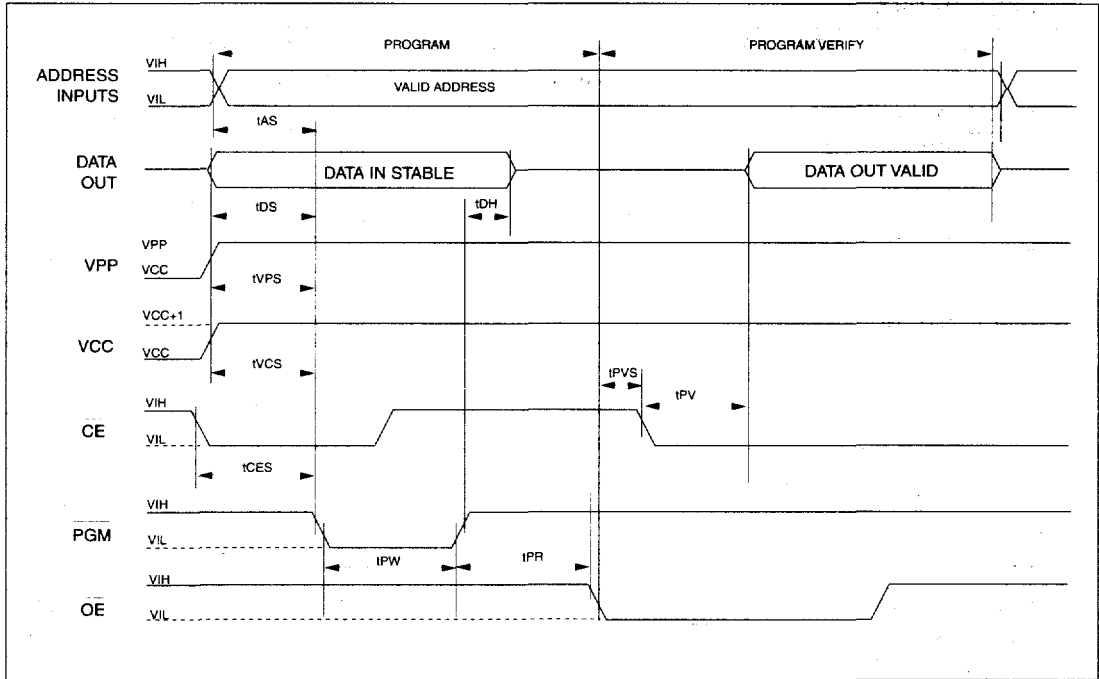 PROGRAM
PROGRAM VERIFY
ADDRESS
INPUTS
VIH
VIL
VALID ADDRESS
tAS
DATA
OUT
DATA IN STABLE
DATA OUT VALID
tDS
tDH
VPP
VPP
VCC
tVPS
VCC
VCC+1
VCC
tVCS
tPVS
tPV
CE
VIH
VIL
tCES
PGM
VIH
VIL
tPW
tPR
OE
VIH
VIL